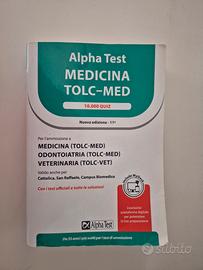 Alpha Test
MEDICINA
TOLC-MED
10.000 QUIZ
Nuova edizione
Per l'ammissione a
MEDICINA (TOLC-MED)
ODONTOIATRIA (TOLC-MED)
VETERINARIA (TOLC-VET)
Valido anche per:
Cattolica, San Raffaele, Campus Biomedico
Con i test ufficiali e tutte le soluzioni
Alpha Test
subito